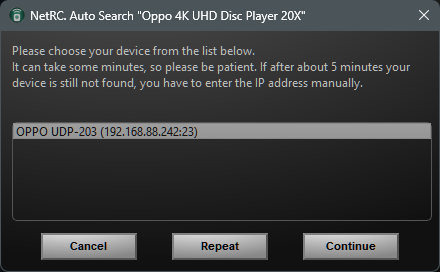 NetRC. Auto Search "Oppo 4K UHD Disc Player 20X"
Please choose your device from the list below.
It can take some minutes, so please be patient. If after about 5 minutes your
device is still not found, you have to enter the IP address manually.
OPPO UDP-203 (192.168.88.242:23)
Cancel
Repeat
Continue